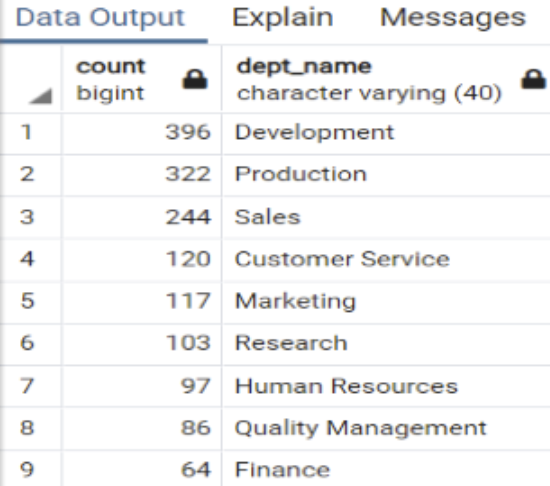 Data Output Explain Messages
count dept_name
bigint character varying (40)
1 396 Development
2 322 Production
3 244 Sales
4 120 Customer Service
5 117 Marketing
6 103 Research
7 97 Human Resources
8 86 Quality Management
9 64 Finance